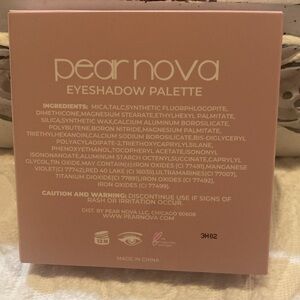 pear nova
EYESHADOW PALETTE
INGREDIENTS: MICA,TALC,SYNTHETIC FLUORPHLOGOPITE,
DIMETHICONE,MAGNESIUM STEARATE,ETHYLHEXYL PALMITATE,
SILICA,SYNTHETIC WAX,CALCIUM ALUMINUM BOROSILICATE,
POLYBUTENE,BORON NITRIDE,MAGNESIUM PALMITATE,
TRIETHYLHEXANOIN,CALCIUM SODIUM BOROSILICATE,BIS-DIGLYCERYL
POLYACYLADIPATE-2,TRIETHOXYCAPRYLYLSILANE,
PHENOXYETHANOL,TOCOPHERYL ACETATE,ISONONYL
ISONONANOATE,ALUMINUM STARCH OCTENYLSUCCINATE,CAPRYLYL
GLYCOL,TIN OXIDE.MAY CONTAIN:IRON OXIDES (CI 77491),MANGANESE
VIOLET(CI 77742),RED 40 LAKE (CI 16035),ULTRAMARINE(CI 77007),
TITANIUM DIOXIDE(CI 77891),IRON OXIDES (CI 77492),
IRON OXIDES (CI 77499)
CAUTION AND WARNING: DISCONTINUE USE IF SIGNS OF
RASH OR IRRITATION OCCUR
DIST. BY PEAR NOVA LLC, CHICAGO 60608
WWW.PEARNOVA.COM
3H02
MADE IN CHINA